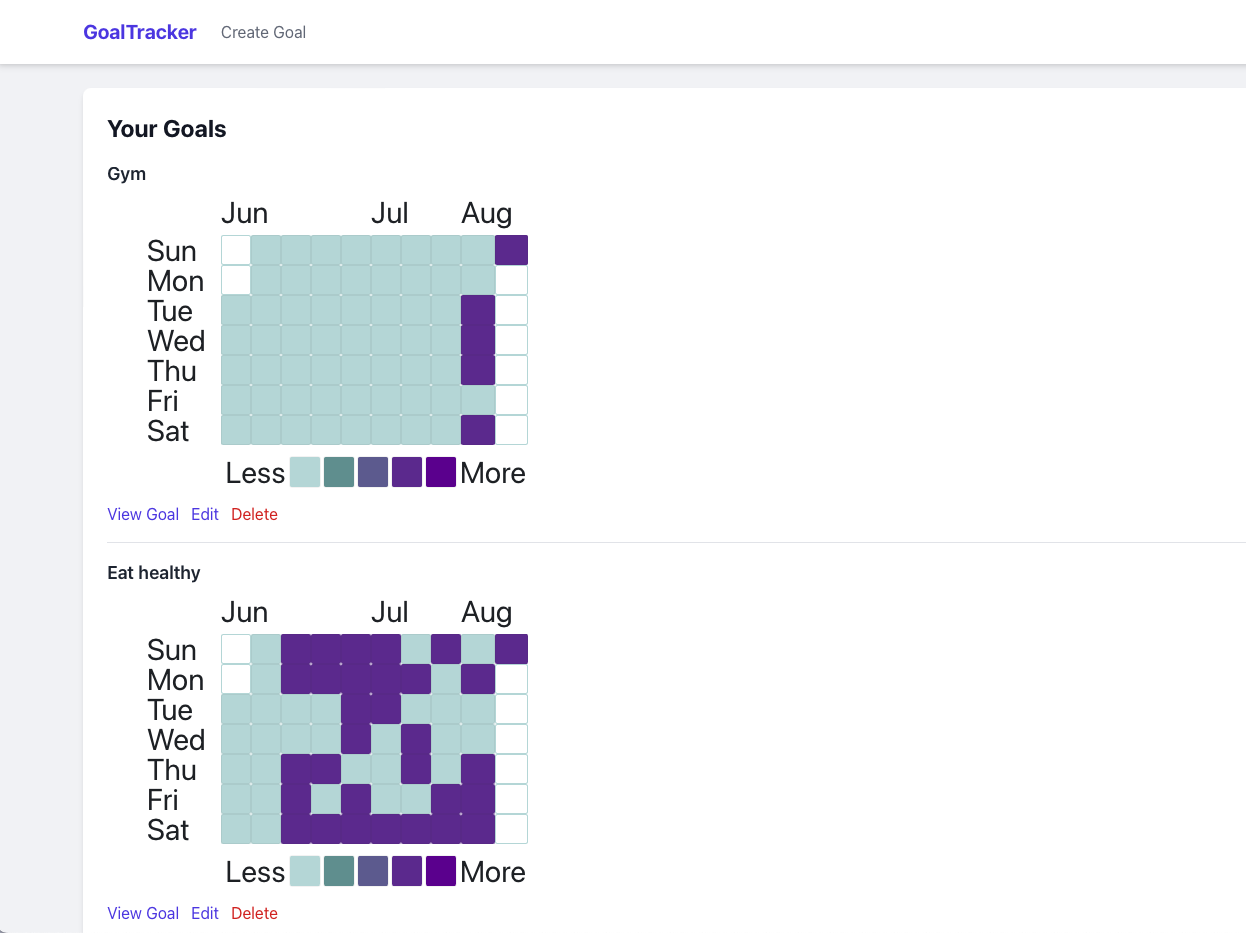 GoalTracker Create Goal
Your Goals
Gym
Jun Jul Aug
Sun
Mon
Tue
Wed
Thu
Fri
Sat
Less More
View Goal Edit Delete
Eat healthy
Jun Jul Aug
Sun
Mon
Tue
Wed
Thu
Fri
Sat
Less More
View Goal Edit Delete